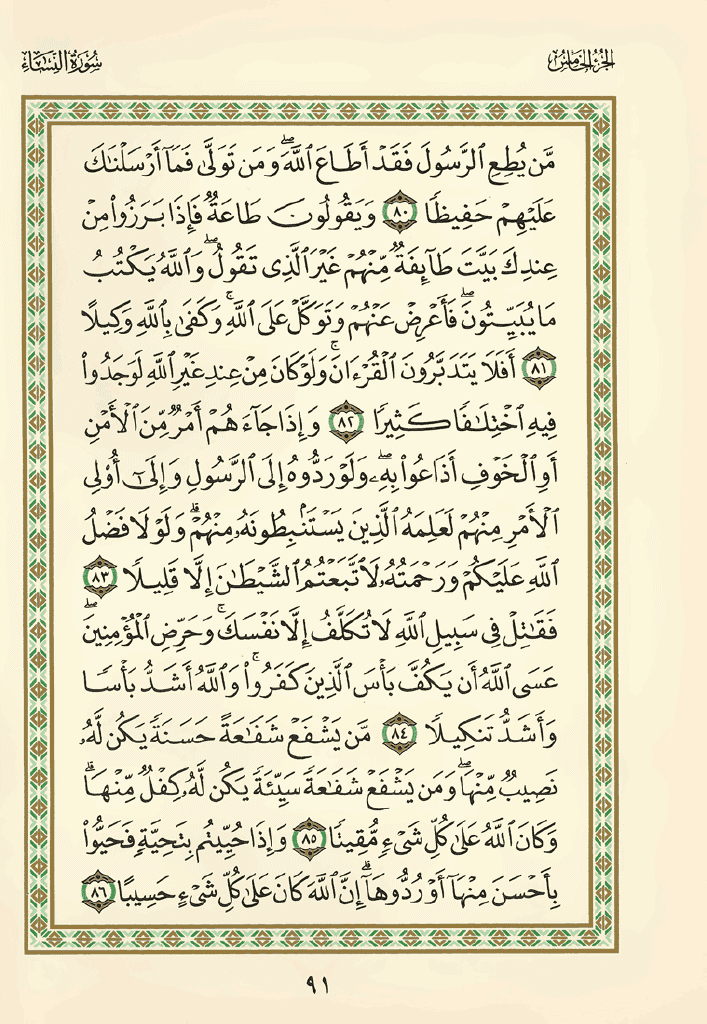 الجزء الخامس
سورة النساء
مَّن يُطِعِ ٱلرَّسُولَ فَقَدْ أَطَاعَ ٱللَّهَۖ وَمَن تَوَلَّىٰ فَمَآ أَرْسَلْنَٰكَ
عَلَيْهِمْ حَفِيظًا ٨٠ وَيَقُولُونَ طَاعَةٌ فَإِذَا بَرَزُوا۟ مِنْ
عِندِكَ بَيَّتَ طَآئِفَةٌ مِّنْهُمْ غَيْرَ ٱلَّذِى تَقُولُۖ وَٱللَّهُ يَكْتُبُ
مَا يُبَيِّتُونَۖ فَأَعْرِضْ عَنْهُمْ وَتَوَكَّلْ عَلَى ٱللَّهِۚ وَكَفَىٰ بِٱللَّهِ وَكِيلًا
٨١ أَفَلَا يَتَدَبَّرُونَ ٱلْقُرْءَانَۚ وَلَوْ كَانَ مِنْ عِندِ غَيْرِ ٱللَّهِ لَوَجَدُوا۟
فِيهِ ٱخْتِلَٰفًا كَثِيرًا ٨٢ وَإِذَا جَآءَهُمْ أَمْرٌ مِّنَ ٱلْأَمْنِ
أَوِ ٱلْخَوْفِ أَذَاعُوا۟ بِهِۦۖ وَلَوْ رَدُّوهُ إِلَى ٱلرَّسُولِ وَإِلَىٰٓ أُو۟لِى
ٱلْأَمْرِ مِنْهُمْ لَعَلِمَهُ ٱلَّذِينَ يَسْتَنۢبِطُونَهُۥ مِنْهُمْۗ وَلَوْلَا فَضْلُ
ٱللَّهِ عَلَيْكُمْ وَرَحْمَتُهُۥ لَٱتَّبَعْتُمُ ٱلشَّيْطَٰنَ إِلَّا قَلِيلًا ٨٣
فَقَٰتِلْ فِى سَبِيلِ ٱللَّهِ لَا تُكَلَّفُ إِلَّا نَفْسَكَۚ وَحَرِّضِ ٱلْمُؤْمِنِينَۖ
عَسَى ٱللَّهُ أَن يَكُفَّ بَأْسَ ٱلَّذِينَ كَفَرُوا۟ۚ وَٱللَّهُ أَشَدُّ بَأْسًا
وَأَشَدُّ تَنكِيلًا ٨٤ مَّن يَشْفَعْ شَفَٰعَةً حَسَنَةً يَكُن لَّهُۥ
نَصِيبٌ مِّنْهَاۖ وَمَن يَشْفَعْ شَفَٰعَةً سَيِّئَةً يَكُن لَّهُۥ كِفْلٌ مِّنْهَاۗ
وَكَانَ ٱللَّهُ عَلَىٰ كُلِّ شَىْءٍ مُّقِيتًا ٨٥ وَإِذَا حُيِّيتُم بِتَحِيَّةٍ فَحَيُّوا۟
بِأَحْسَنَ مِنْهَآ أَوْ رُدُّوهَآۗ إِنَّ ٱللَّهَ كَانَ عَلَىٰ كُلِّ شَىْءٍ حَسِيبًا ٨٦
٩١